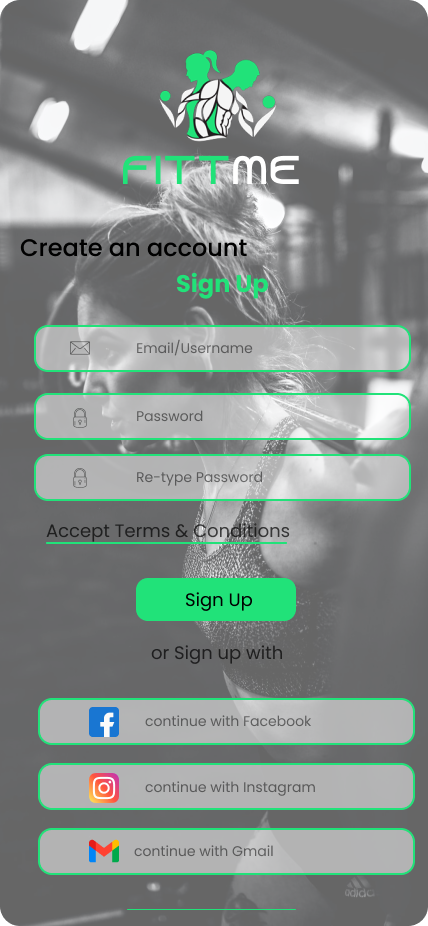 FITTME
Create an account
Sign Up
Email/Username
Password
Re-type Password
Accept Terms & Conditions
Sign Up
or Sign up with
continue with Facebook
continue with Instagram
continue with Gmail
adidas